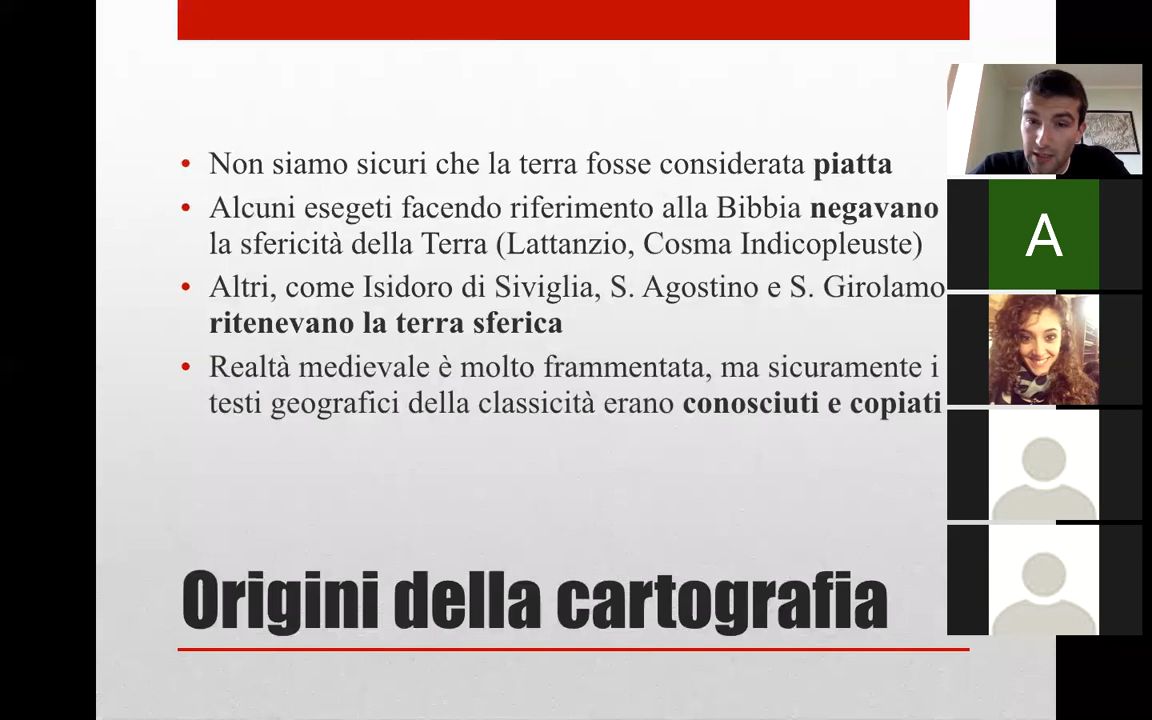 Non siamo sicuri che la terra fosse considerata piatta
Alcuni esegeti facendo riferimento alla Bibbia negavano
la sfericità della Terra (Lattanzio, Cosma Indicopleuste)
Altri, come Isidoro di Siviglia, S. Agostino e S. Girolamo
ritenevano la terra sferica
Realtà medievale è molto frammentata, ma sicuramente i
testi geografici della classicità erano conosciuti e copiati
Origini della cartografia
A